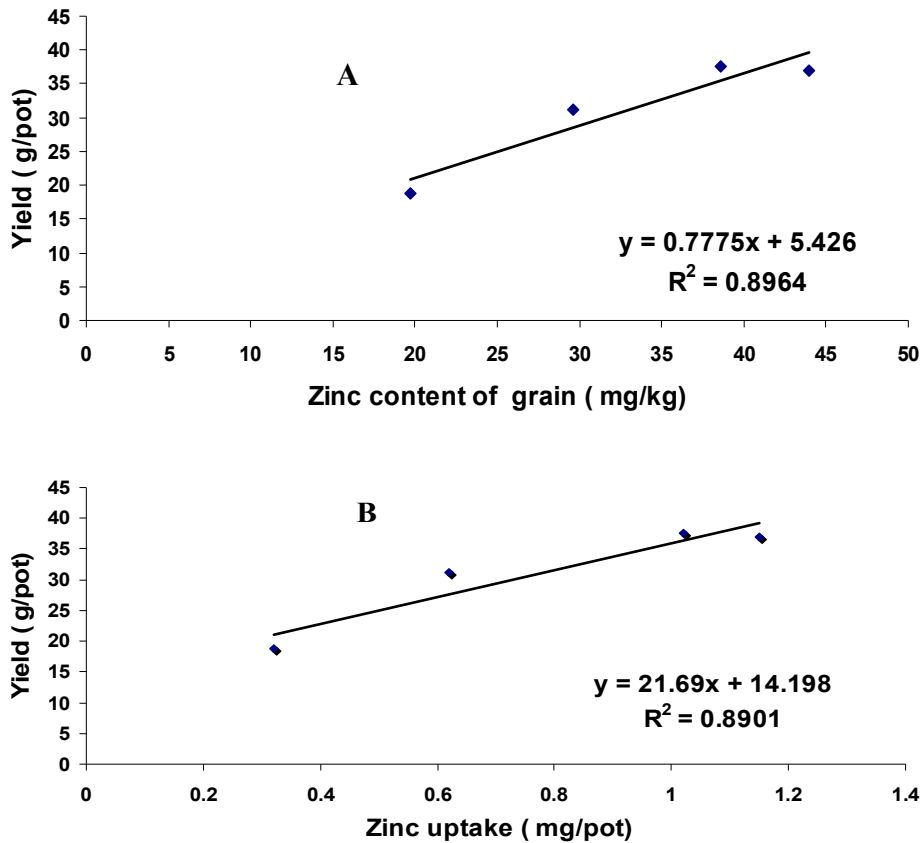 A
Yield ( g/pot)
45
40
35
30
25
20
15
10
5
0
y = 0.7775x + 5.426
R² = 0.8964
0 5 10 15 20 25 30 35 40 45 50
Zinc content of grain ( mg/kg)
B
Yield ( g/pot)
45
40
35
30
25
20
15
10
5
0
y = 21.69x + 14.198
R² = 0.8901
0 0.2 0.4 0.6 0.8 1 1.2 1.4
Zinc uptake ( mg/pot)